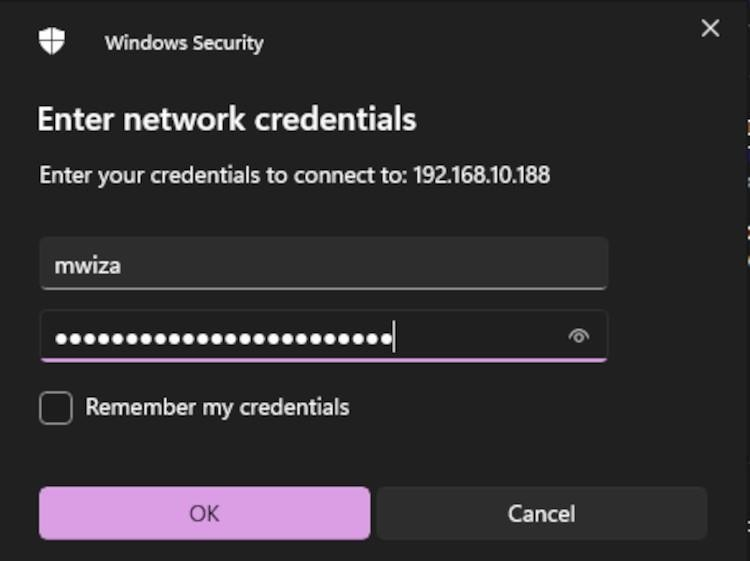 Windows Security
Enter network credentials
Enter your credentials to connect to: 192.168.10.188
mwiza
●●●●●●●●●●●●●●●●●●●●●●●●
Remember my credentials
OK Cancel